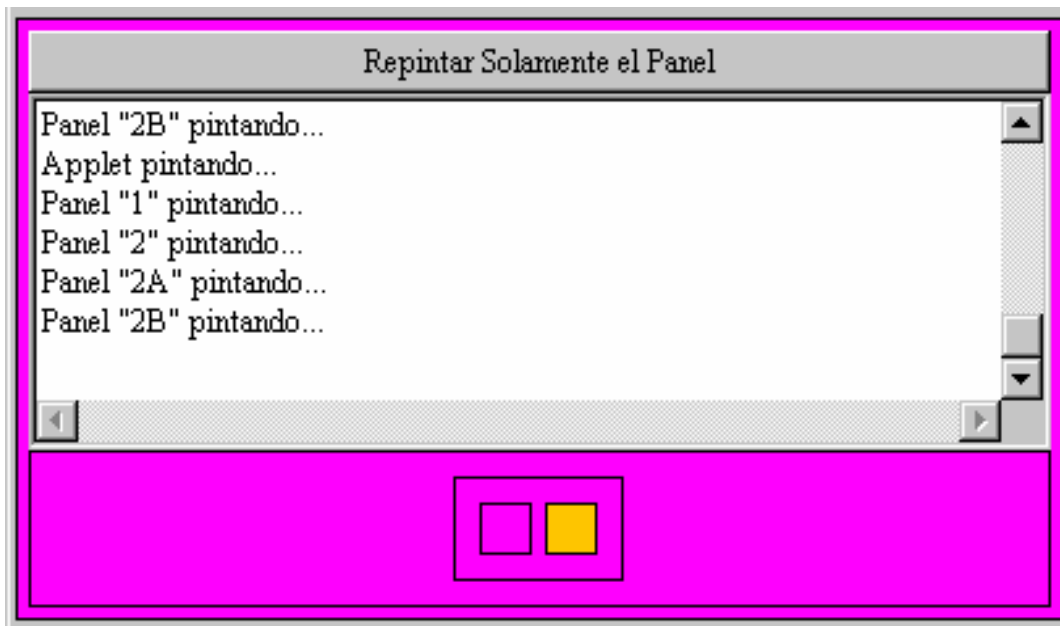 Repintar Solamente el Panel
Panel "2B" pintando...
Applet pintando...
Panel "1" pintando...
Panel "2" pintando...
Panel "2A" pintando...
Panel "2B" pintando...